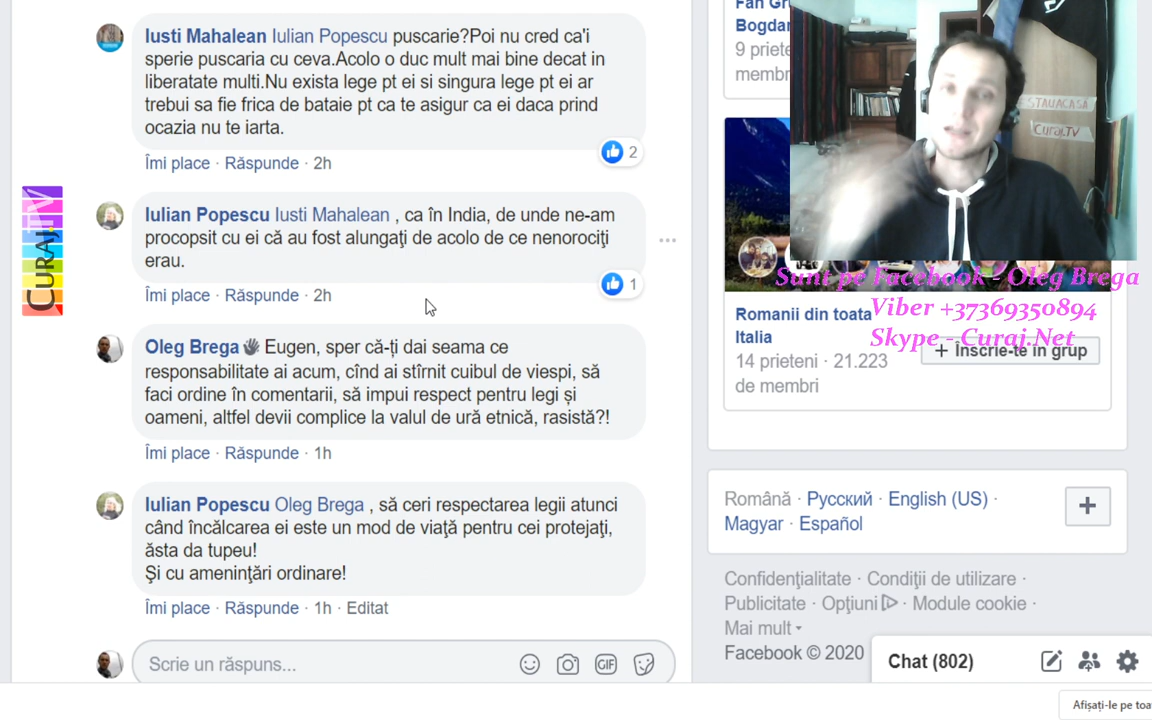 Iusti Mahalean Iulian Popescu puscarie?Poi nu cred ca'i
sperie puscaria cu ceva.Acolo o duc mult mai bine decat in
liberatate multi.Nu exista lege pt ei si singura lege pt ei ar
trebui sa fie frica de bataie pt ca te asigur ca ei daca prind
ocazia nu te iarta.
Îmi place · Răspunde · 2h
2
Iulian Popescu Iusti Mahalean , ca în India, de unde ne-am
procopsit cu ei că au fost alungaţi de acolo de ce nenorociţi
erau.
Îmi place · Răspunde · 2h
1
Oleg Brega Eugen, sper că-ți dai seama ce
responsabilitate ai acum, cînd ai stîrnit cuibul de viespi, să
faci ordine în comentarii, să impui respect pentru legi și
oameni, altfel devii complice la valul de ură etnică, rasistă?!
Îmi place · Răspunde · 1h
Iulian Popescu Oleg Brega , să ceri respectarea legii atunci
când încălcarea ei este un mod de viaţă pentru cei protejaţi,
ăsta da tupeu!
Şi cu ameninţări ordinare!
Îmi place · Răspunde · 1h · Editat
Scrie un răspuns...
GIF
CURAJ.TV
Fan Gr
Bogda
9 priete
memb
ESTAUACASĂ
Curaj.TV
Sunt pe Facebook - Oleg Brega
Viber +37369350894
Skype - Curaj.Net
Romanii din toata
Italia
14 prieteni · 21.223
de membri
+ Înscrie-te în grup
Română · Русский · English (US) ·
Magyar · Español
Confidenţialitate · Condiţii de utilizare ·
Publicitate · Opţiuni · Module cookie ·
Mai mult
Facebook © 2020
Chat (802)
Afișați-le pe toa